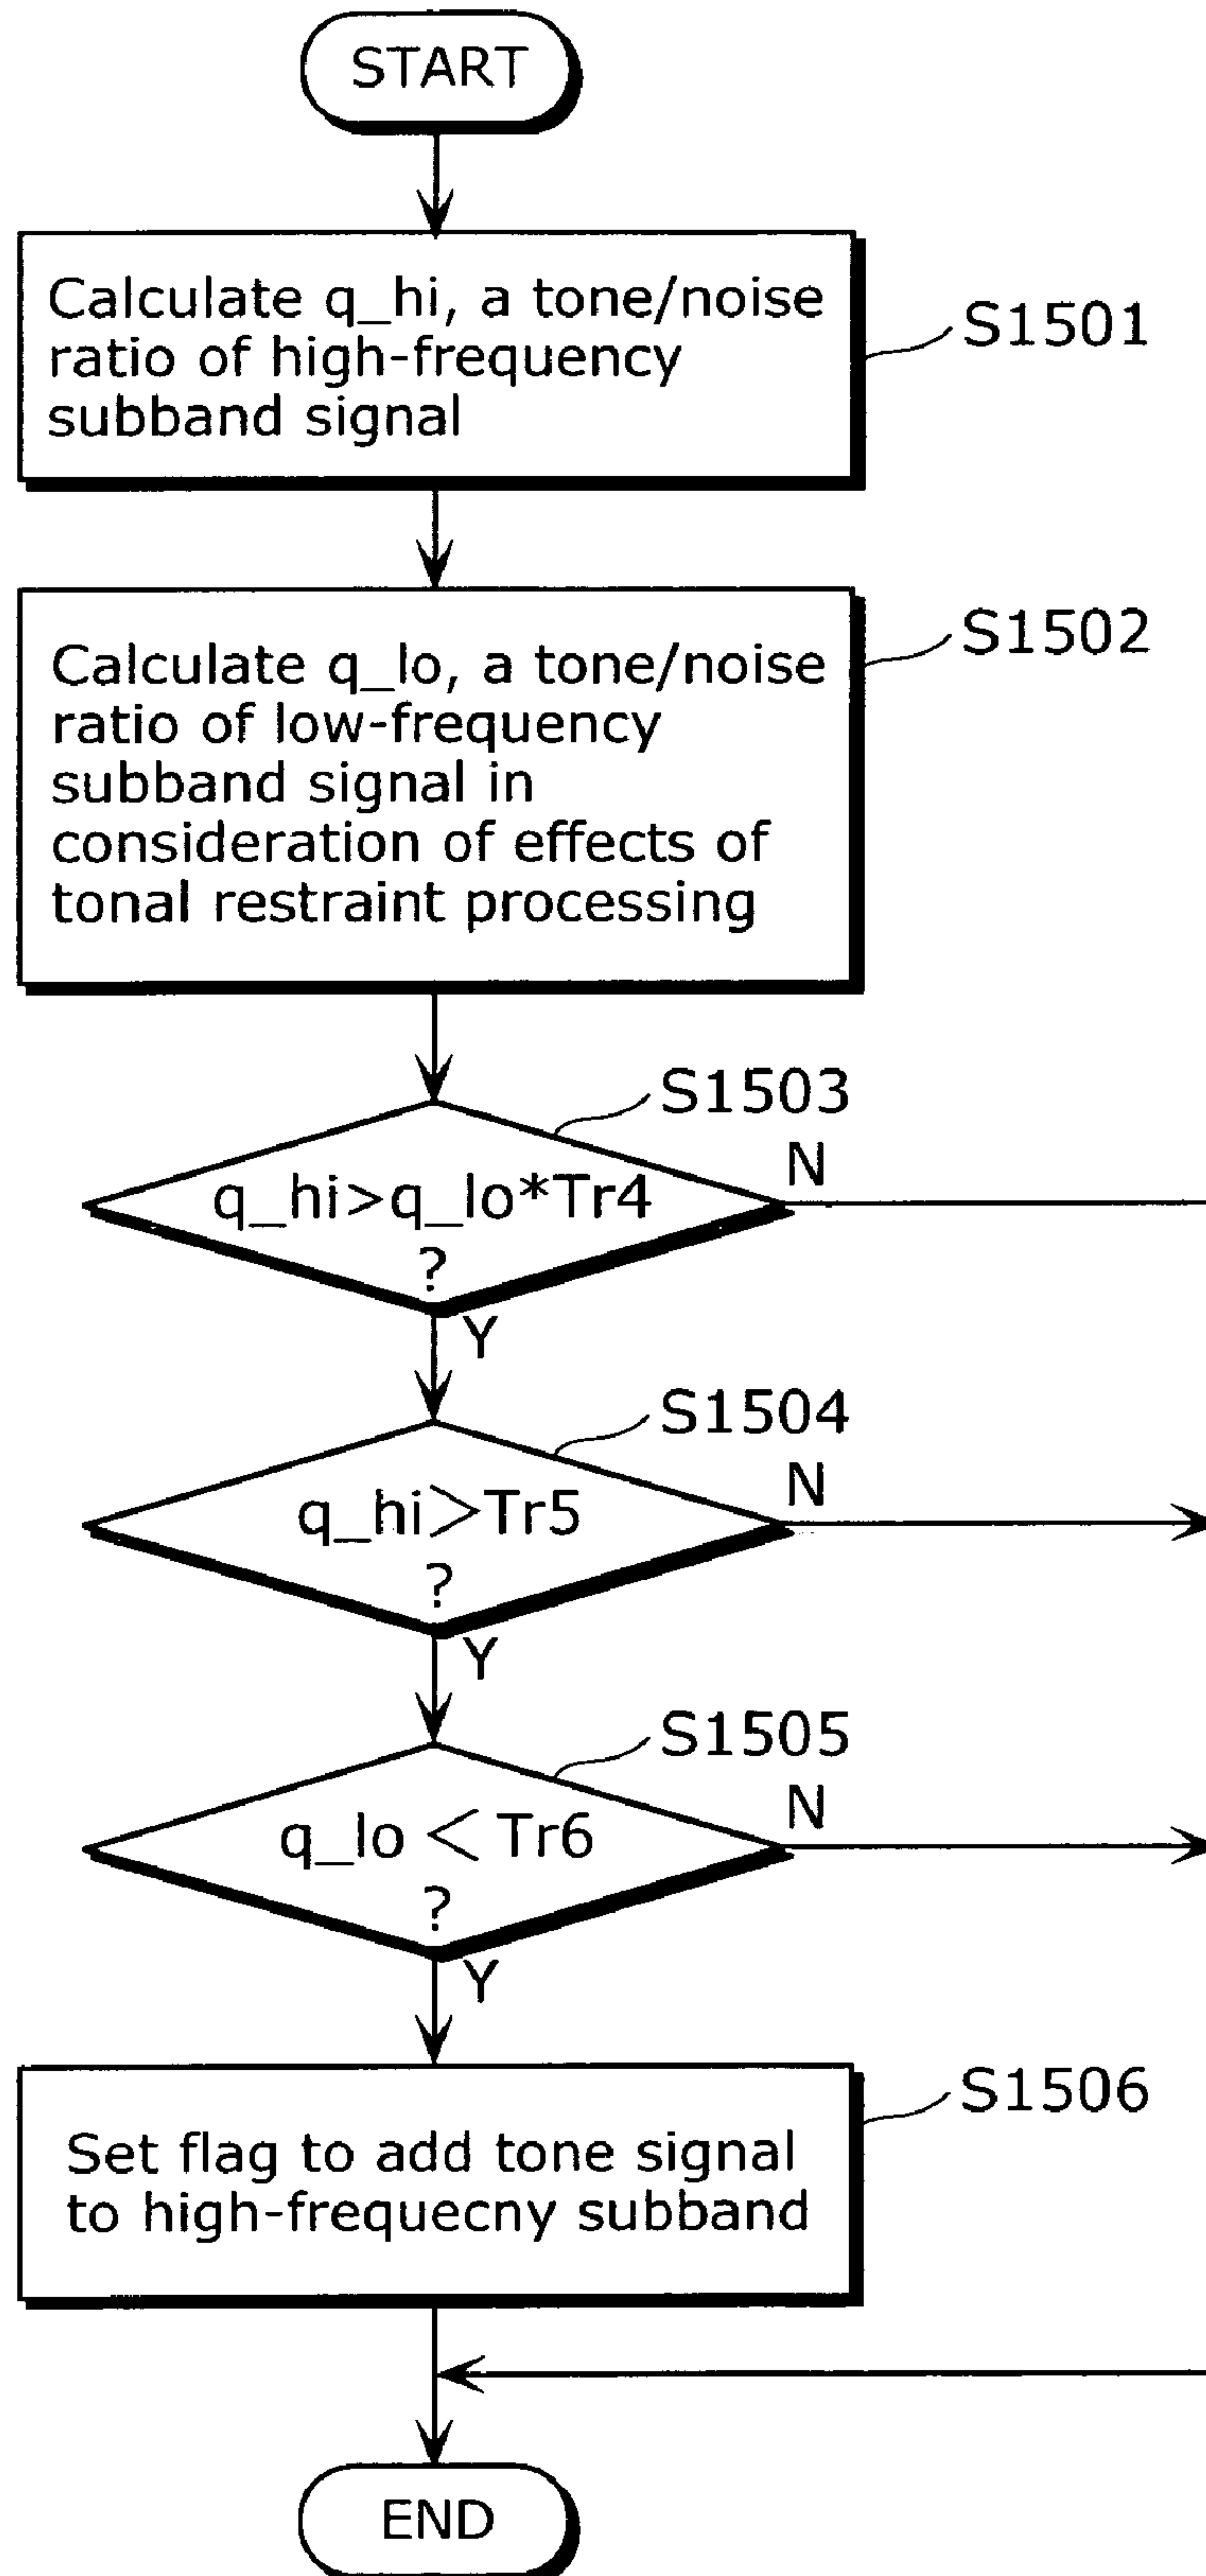 START
Calculate q_hi, a tone/noise
ratio of high-frequency
subband signal
S1501
Calculate q_lo, a tone/noise
ratio of low-frequency
subband signal in
consideration of effects of
tonal restraint processing
S1502
S1503
q_hi>q_lo*Tr4
?
N
Y
S1504
q_hi>Tr5
?
N
Y
S1505
q_lo < Tr6
?
N
Y
Set flag to add tone signal
to high-frequecny subband
S1506
END